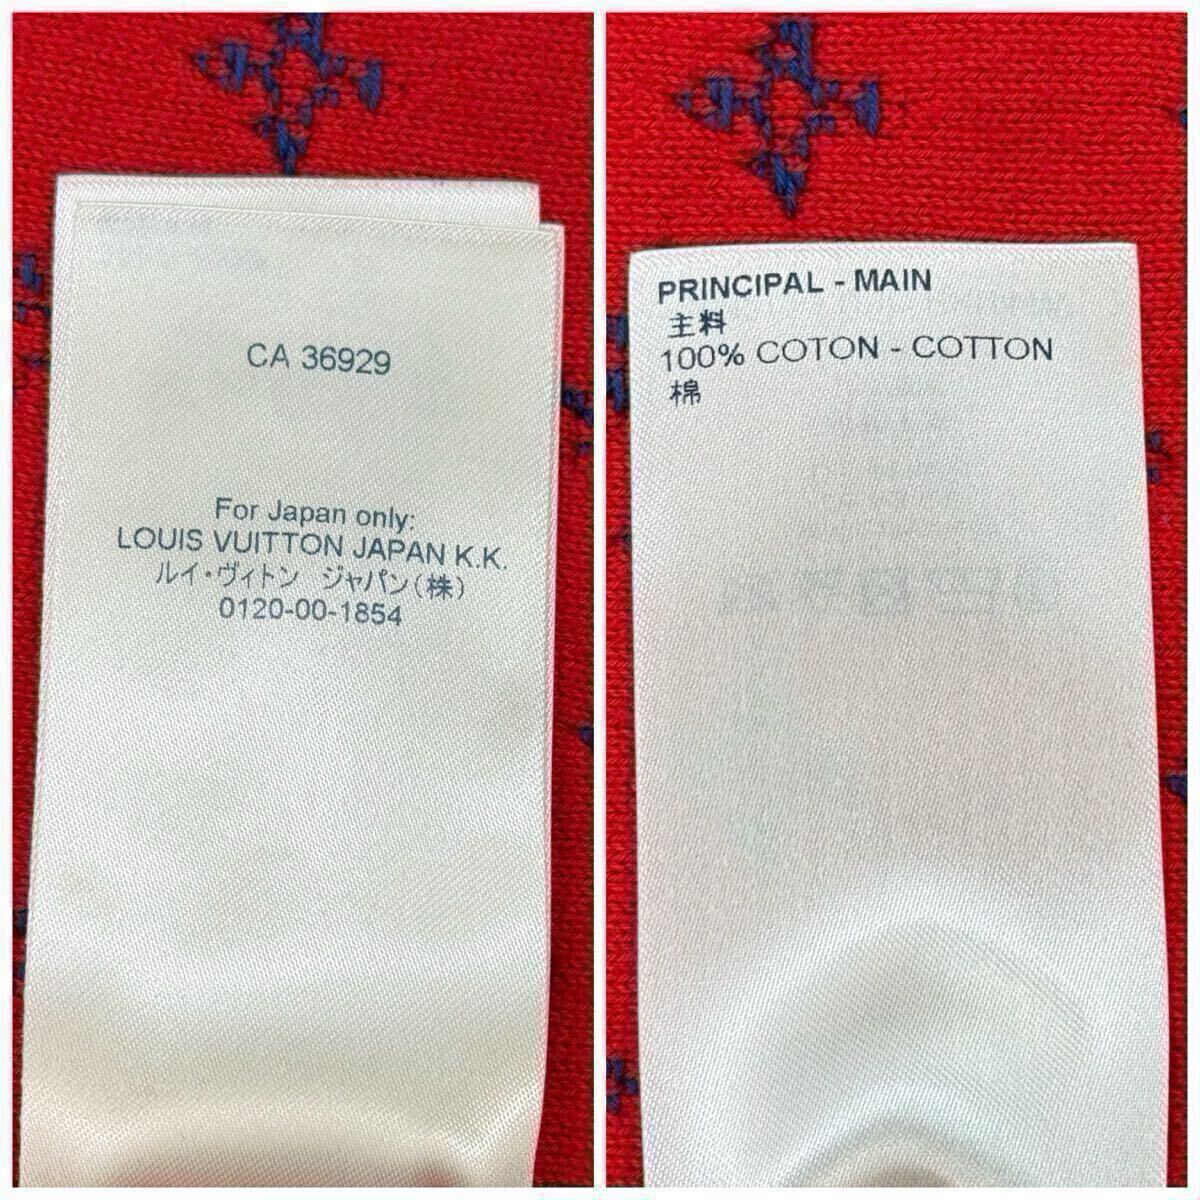 CA 36929
For Japan only:
LOUIS VUITTON JAPAN K.K.
ルイ・ヴィトン ジャパン(株)
0120-00-1854
PRINCIPAL - MAIN
主料
100% COTON - COTTON
棉